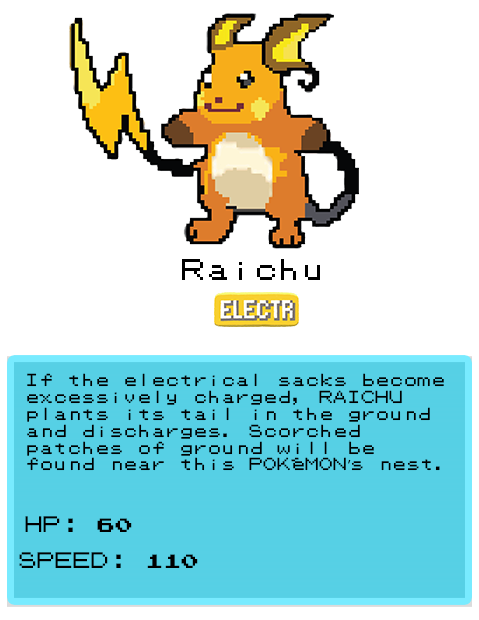 Raichu
ELECTR
If the electrical sacks become
excessively charged, RAICHU
plants its tail in the ground
and discharges. Scorched
patches of ground will be
found near this POKéMON's nest.
HP: 60
SPEED: 110